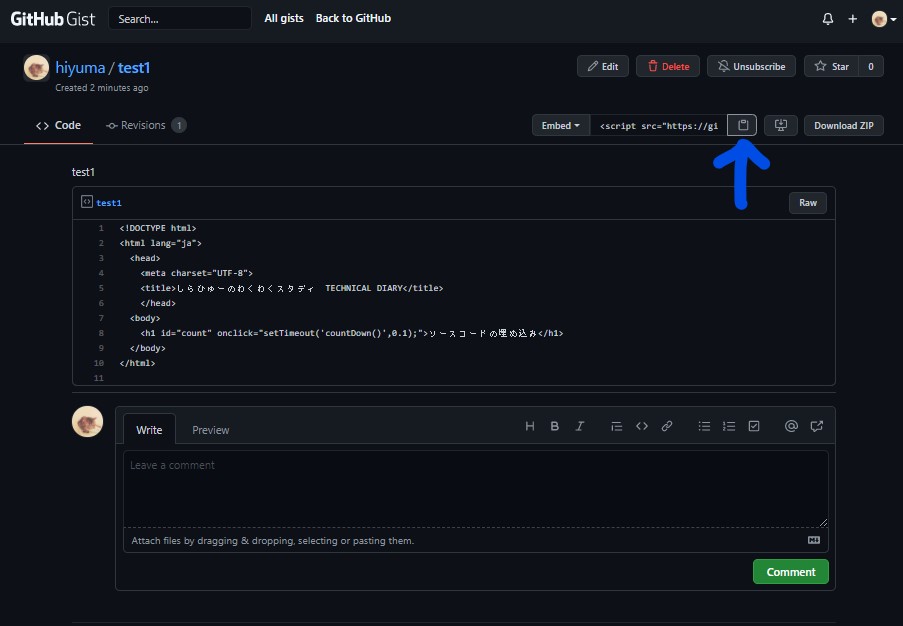 GitHub Gist Search... All gists Back to GitHub
hiyuma / test1
Edit Delete Unsubscribe Star 0
Created 2 minutes ago
Code Revisions 1 Embed <script src="https://gi Download ZIP
test1
test1 Raw
1 <!DOCTYPE html>
2 <html lang="ja">
3 <head>
4 <meta charset="UTF-8">
5 <title>しらひゅーのわくわくスタディ　TECHNICAL DIARY</title>
6 </head>
7 <body>
8 <h1 id="count" onclick="setTimeout('countDown()',0.1);">ソースコードの埋め込み</h1>
9 </body>
10 </html>
11
Write Preview H B I
Leave a comment
Attach files by dragging & dropping, selecting or pasting them.
Comment